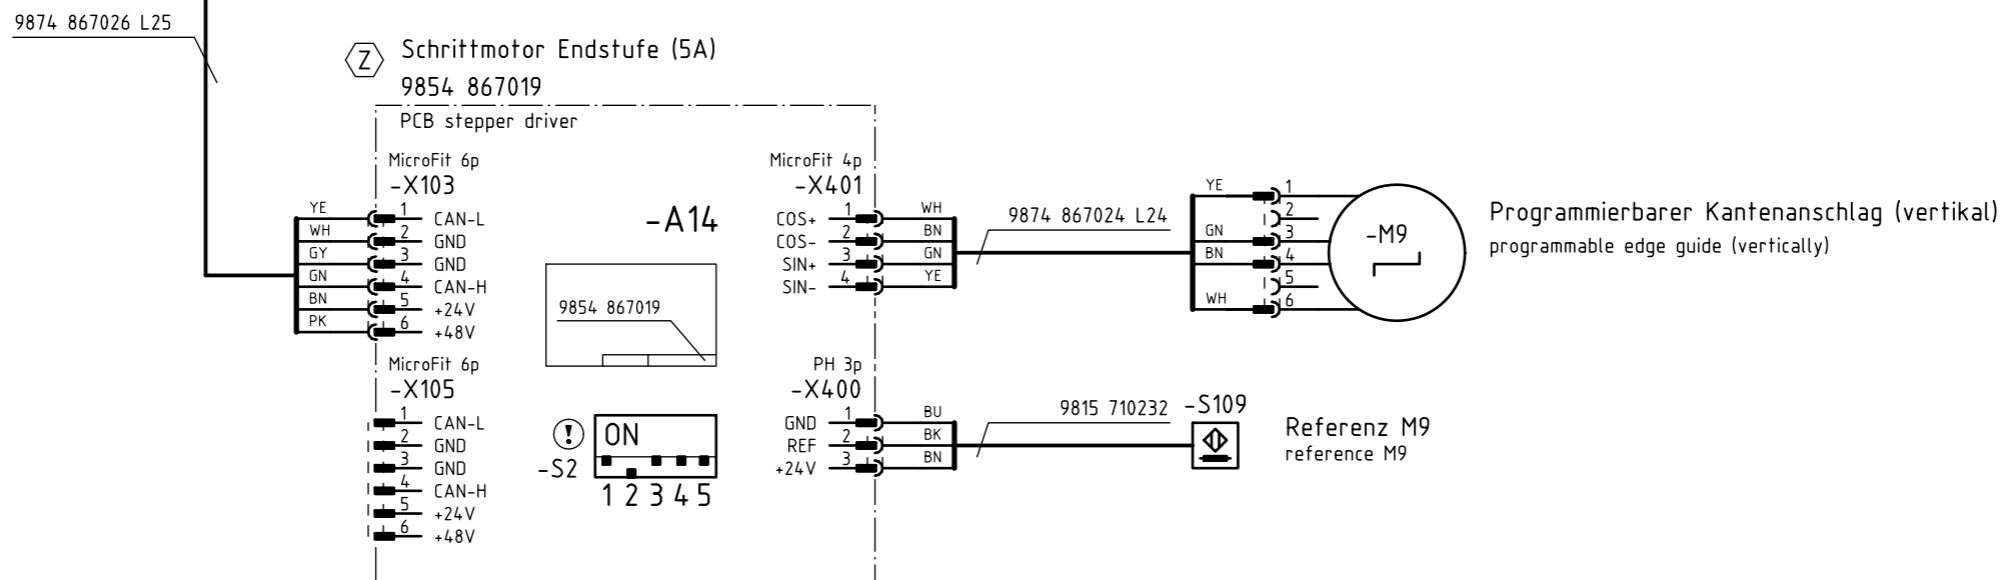 9874 867026 L25
Z
Schrittmotor Endstufe (5A)
9854 867019
PCB stepper driver
MicroFit 6p
-X103
YE 1 CAN-L
WH 2 GND
GY 3 GND
GN 4 CAN-H
BN 5 +24V
PK 6 +48V
MicroFit 6p
-X105
1 CAN-L
2 GND
3 GND
4 CAN-H
5 +24V
6 +48V
-A14
9854 867019
!
ON
-S2
1 2 3 4 5
MicroFit 4p
-X401
COS+ 1 WH
COS- 2 BN
SIN+ 3 GN
SIN- 4 YE
9874 867024 L24
YE 1
2
GN 3
BN 4
5
WH 6
-M9
Programmierbarer Kantenanschlag (vertikal)
programmable edge guide (vertically)
PH 3p
-X400
GND 1 BU
REF 2 BK
+24V 3 BN
9815 710232
-S109
Referenz M9
reference M9